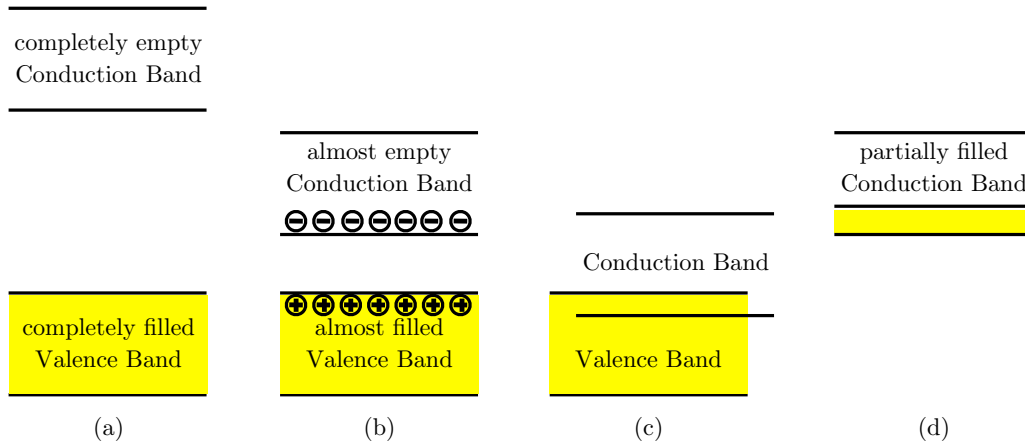 completely empty
Conduction Band
completely filled
Valence Band
(a)
almost empty
Conduction Band
almost filled
Valence Band
(b)
Conduction Band
Valence Band
(c)
partially filled
Conduction Band
(d)